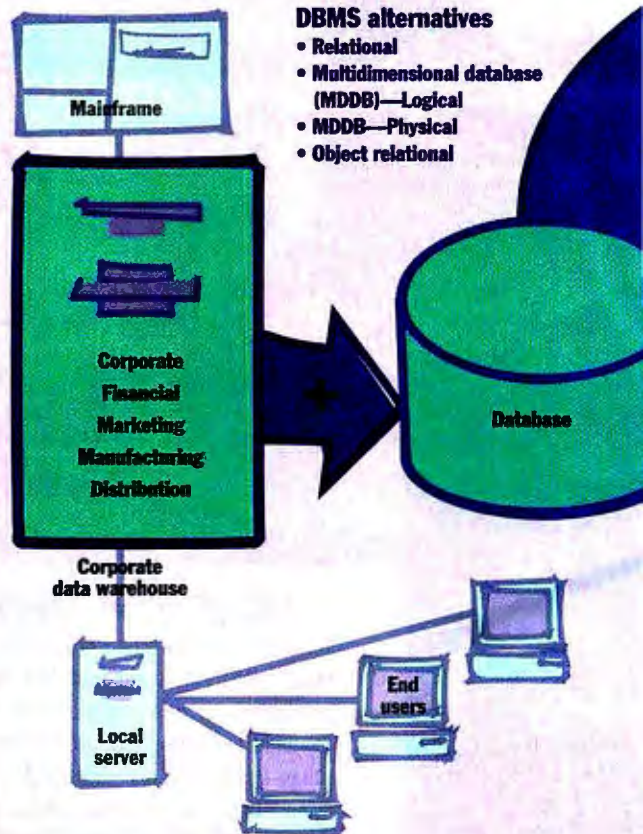 DBMS alternatives
• Relational
• Multidimensional database
(MDDB)—Logical
• MDDB—Physical
• Object relational
Mainframe
Corporate
Financial
Marketing
Manufacturing
Distribution
+
Database
Corporate
data warehouse
Local
server
End
users